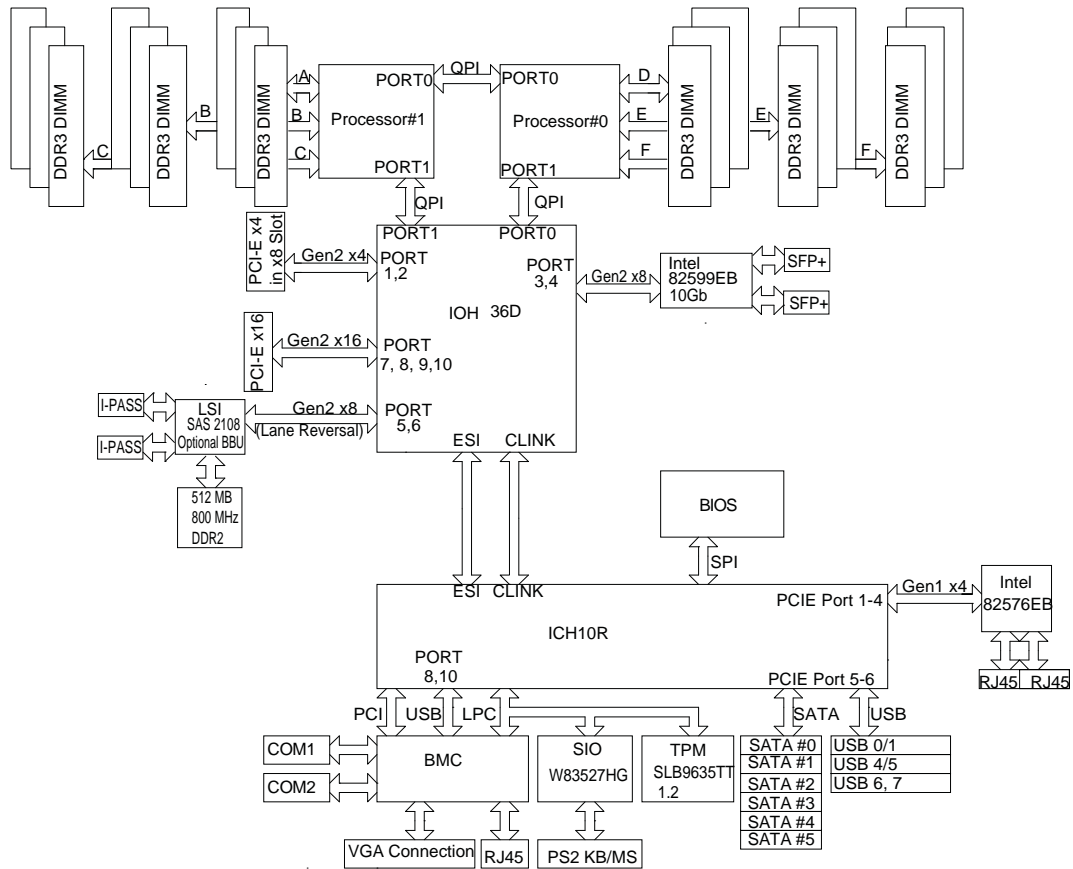 DDR3 DIMM
C
DDR3 DIMM
B
DDR3 DIMM
A
B
C
PORT0
Processor#1
PORT1
QPI
PORT0
Processor#0
PORT1
D
E
F
DDR3 DIMM
E
DDR3 DIMM
F
DDR3 DIMM
QPI
QPI
PORT1
PORT0
PCI-E x4
in x8 Slot
Gen2 x4
PORT
1,2
PORT
3,4
Gen2 x8
Intel
82599EB
10Gb
SFP+
SFP+
IOH 36D
PCI-E x16
Gen2 x16
PORT
7, 8, 9,10
I-PASS
I-PASS
LSI
SAS 2108
Optional BBU
Gen2 x8
(Lane Reversal)
PORT
5,6
ESI CLINK
512 MB
800 MHz
DDR2
BIOS
SPI
ESI CLINK
PCIE Port 1-4
Gen1 x4
Intel
82576EB
RJ45 RJ45
ICH10R
PORT
8,10
PCIE Port 5-6
PCI
USB
LPC
SATA
USB
COM1
COM2
BMC
SIO
W83527HG
TPM
SLB9635TT
1.2
SATA #0
SATA #1
SATA #2
SATA #3
SATA #4
SATA #5
USB 0/1
USB 4/5
USB 6, 7
VGA Connection
RJ45
PS2 KB/MS